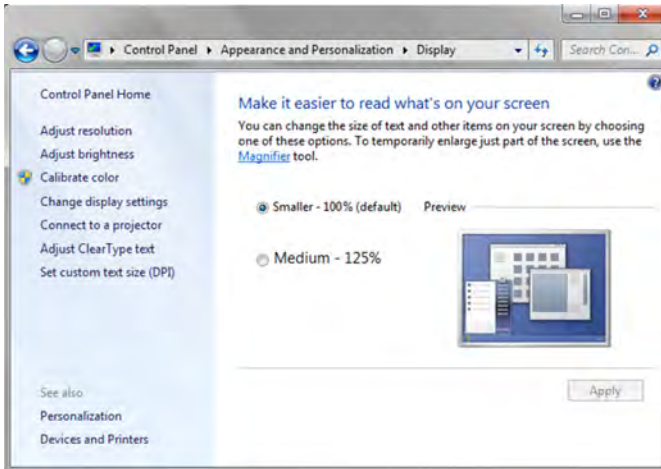 Control Panel ▸ Appearance and Personalization ▸ Display
Search Con...
Control Panel Home
Adjust resolution
Adjust brightness
Calibrate color
Change display settings
Connect to a projector
Adjust ClearType text
Set custom text size (DPI)
See also
Personalization
Devices and Printers
Make it easier to read what's on your screen
You can change the size of text and other items on your screen by choosing
one of these options. To temporarily enlarge just part of the screen, use the
Magnifier tool.
Smaller - 100% (default)
Preview
Medium - 125%
Apply